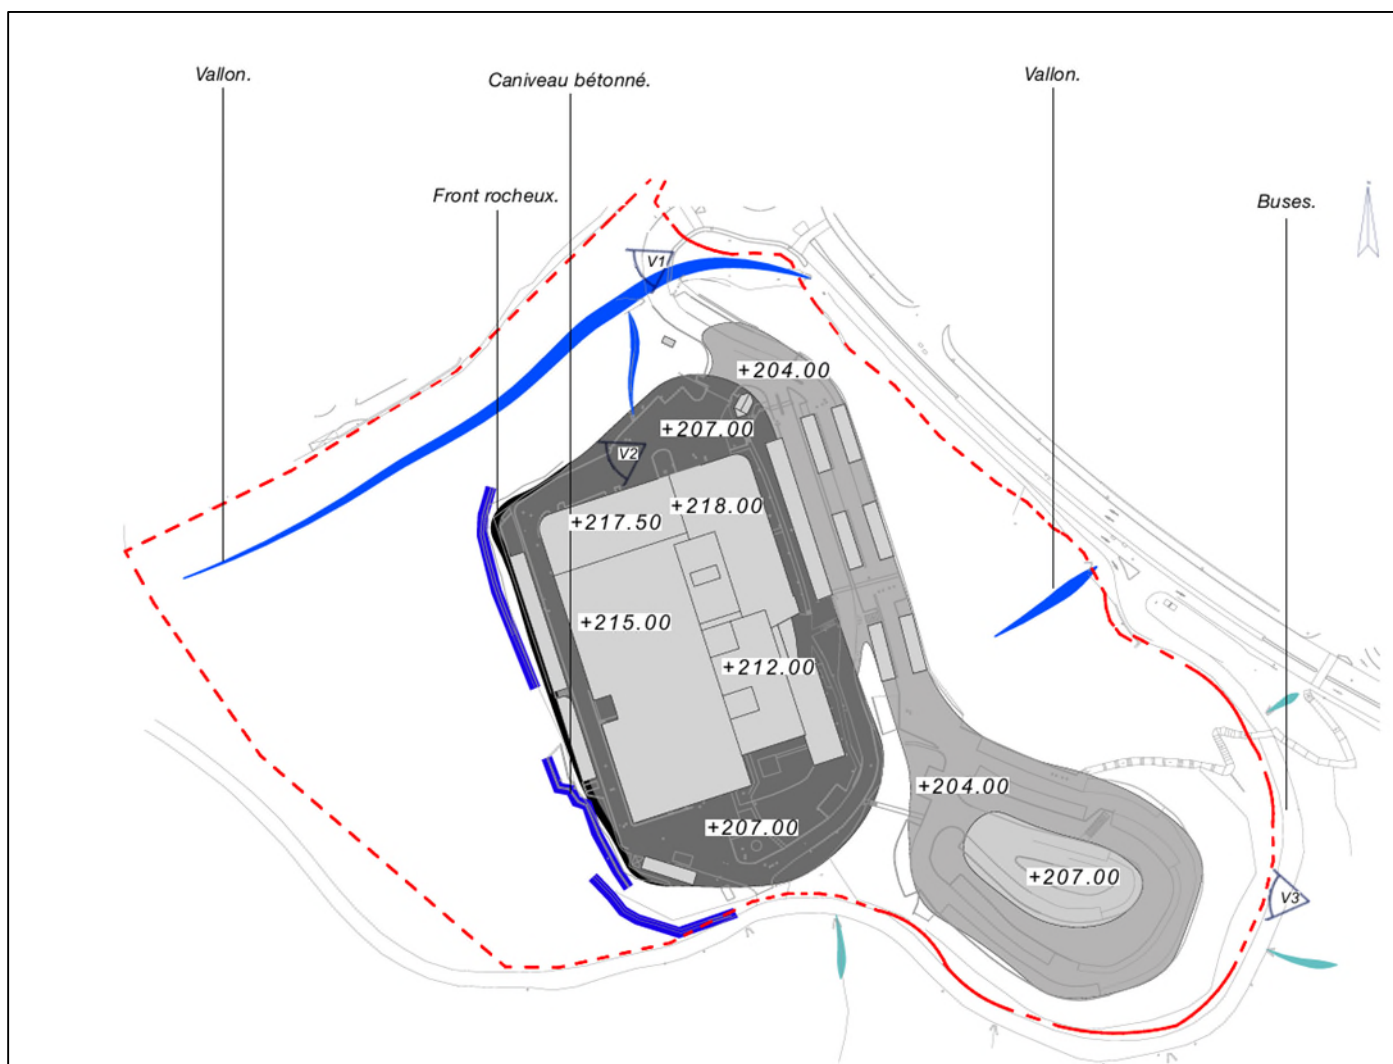 Vallon.
Caniveau bétonné.
Vallon.
Front rocheux.
Buses.
V1
+204.00
+207.00
V2
+218.00
+217.50
+215.00
+212.00
+204.00
+207.00
+207.00
V3